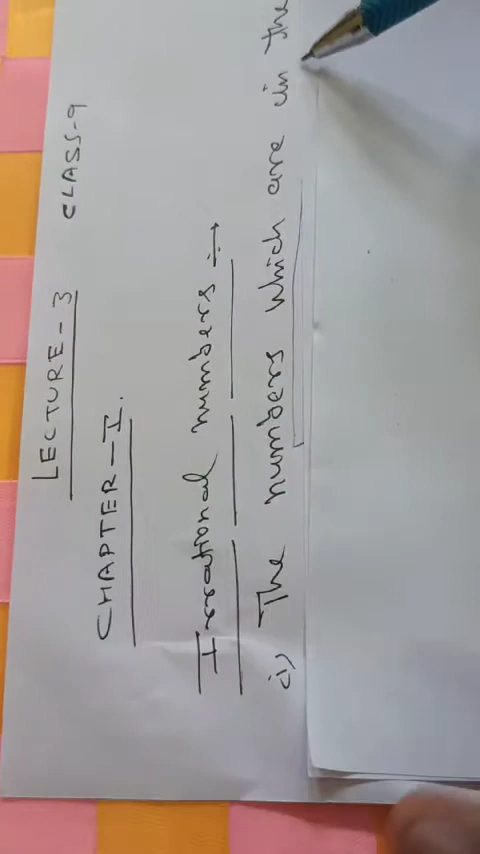 LECTURE-3 CLASS-9
CHAPTER-I.
Irrational numbers :→
i) The numbers which are in the